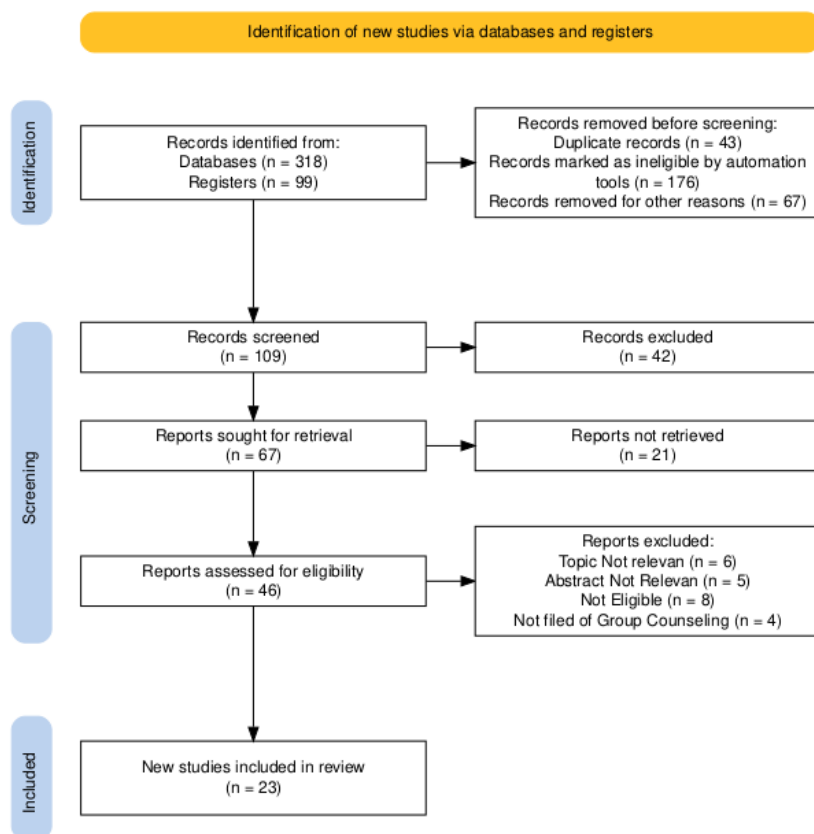 Identification of new studies via databases and registers
Identification
Records identified from:
Databases (n = 318)
Registers (n = 99)
Records removed before screening:
Duplicate records (n = 43)
Records marked as ineligible by automation
tools (n = 176)
Records removed for other reasons (n = 67)
Screening
Records screened
(n = 109)
Records excluded
(n = 42)
Reports sought for retrieval
(n = 67)
Reports not retrieved
(n = 21)
Reports assessed for eligibility
(n = 46)
Reports excluded:
Topic Not relevan (n = 6)
Abstract Not Relevan (n = 5)
Not Eligible (n = 8)
Not filed of Group Counseling (n = 4)
Included
New studies included in review
(n = 23)